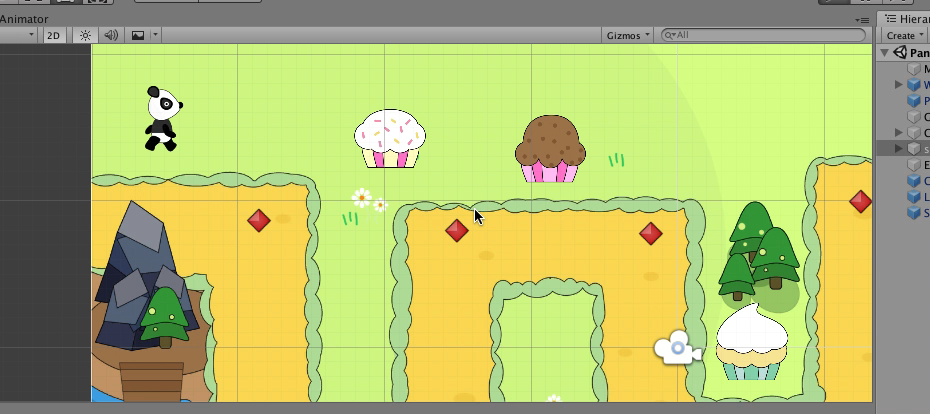 Animator
Hierar
2D
Gizmos
All
Create
Pan